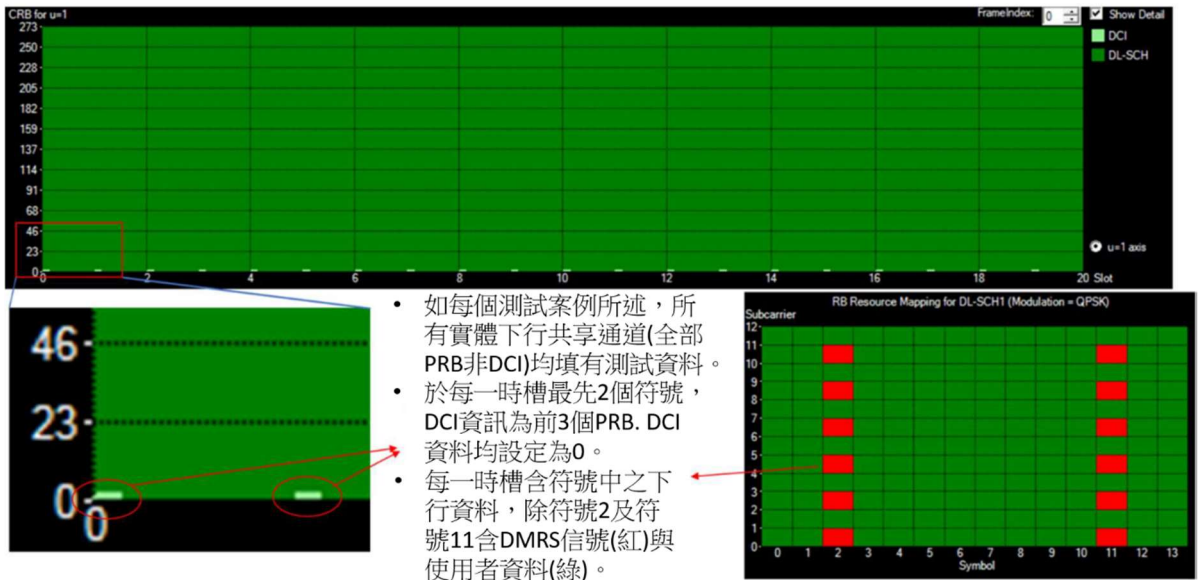 CRB for u=1
FrameIndex: 0
Show Detail
DCI
DL-SCH
273
250
228
205
182
159
137
114
91
68
46
23
0
0 2 4 6 8 10 12 14 16 18 20 Slot
u=1 axis
46
23
0
0
• 如每個測試案例所述，所
有實體下行共享通道(全部
PRB非DCI)均填有測試資料。
• 於每一時槽最先2個符號，
DCI資訊為前3個PRB. DCI
資料均設定為0。
• 每一時槽含符號中之下
行資料，除符號2及符
號11含DMRS信號(紅)與
使用者資料(綠)。
RB Resource Mapping for DL-SCH1 (Modulation = QPSK)
Subcarrier
12
11
10
9
8
7
6
5
4
3
2
1
0
0 1 2 3 4 5 6 7 8 9 10 11 12 13
Symbol